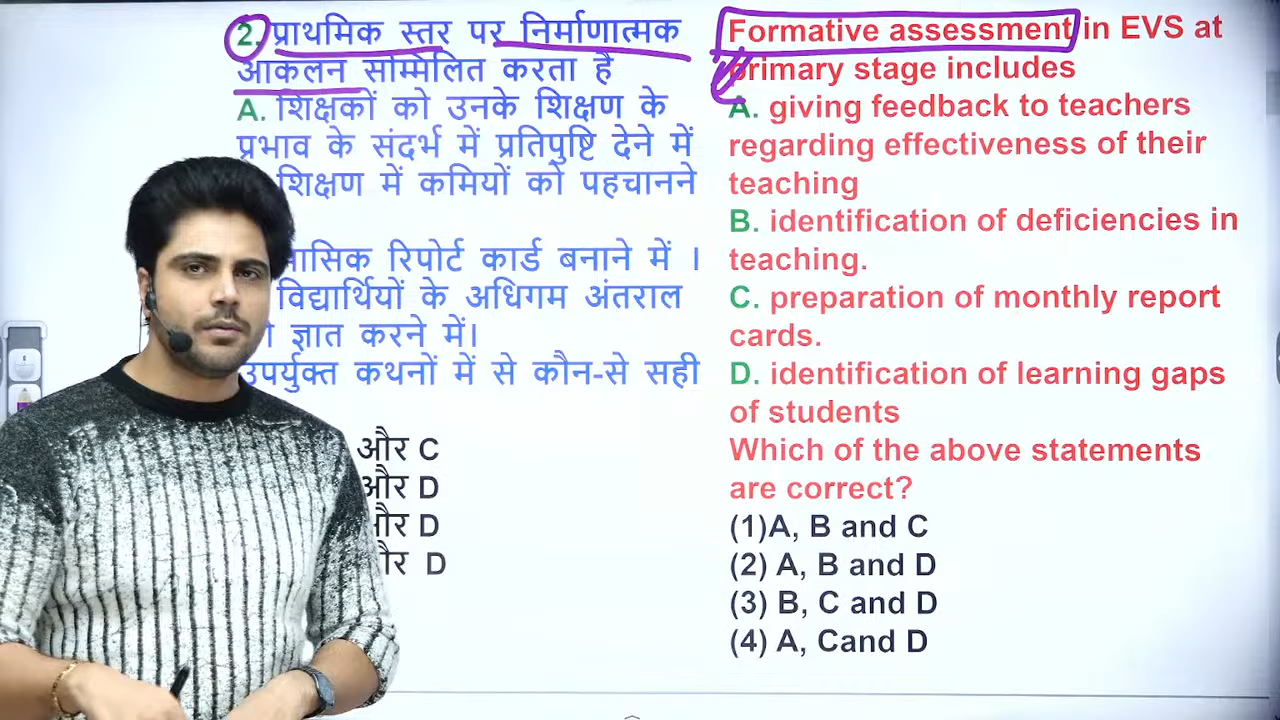 2. प्राथमिक स्तर पर निर्माणात्मक
आकलन सम्मिलित करता है
A. शिक्षकों को उनके शिक्षण के
प्रभाव के संदर्भ में प्रतिपुष्टि देने में
शिक्षण में कमियों को पहचानने
मासिक रिपोर्ट कार्ड बनाने में ।
विद्यार्थियों के अधिगम अंतराल
ज्ञात करने में।
उपर्युक्त कथनों में से कौन-से सही
और C
और D
और D
और D
Formative assessment in EVS at
primary stage includes
A. giving feedback to teachers
regarding effectiveness of their
teaching
B. identification of deficiencies in
teaching.
C. preparation of monthly report
cards.
D. identification of learning gaps
of students
Which of the above statements
are correct?
(1)A, B and C
(2) A, B and D
(3) B, C and D
(4) A, Cand D